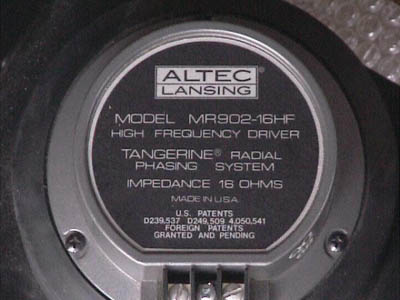 ALTEC®
LANSING
MODEL MR902-16HF
HIGH FREQUENCY DRIVER
TANGERINE® RADIAL
PHASING SYSTEM
IMPEDANCE 16 OHMS
MADE IN U.S.A.
U.S. PATENTS
D239,537 D249,509 4,050,541
FOREIGN PATENTS
GRANTED AND PENDING